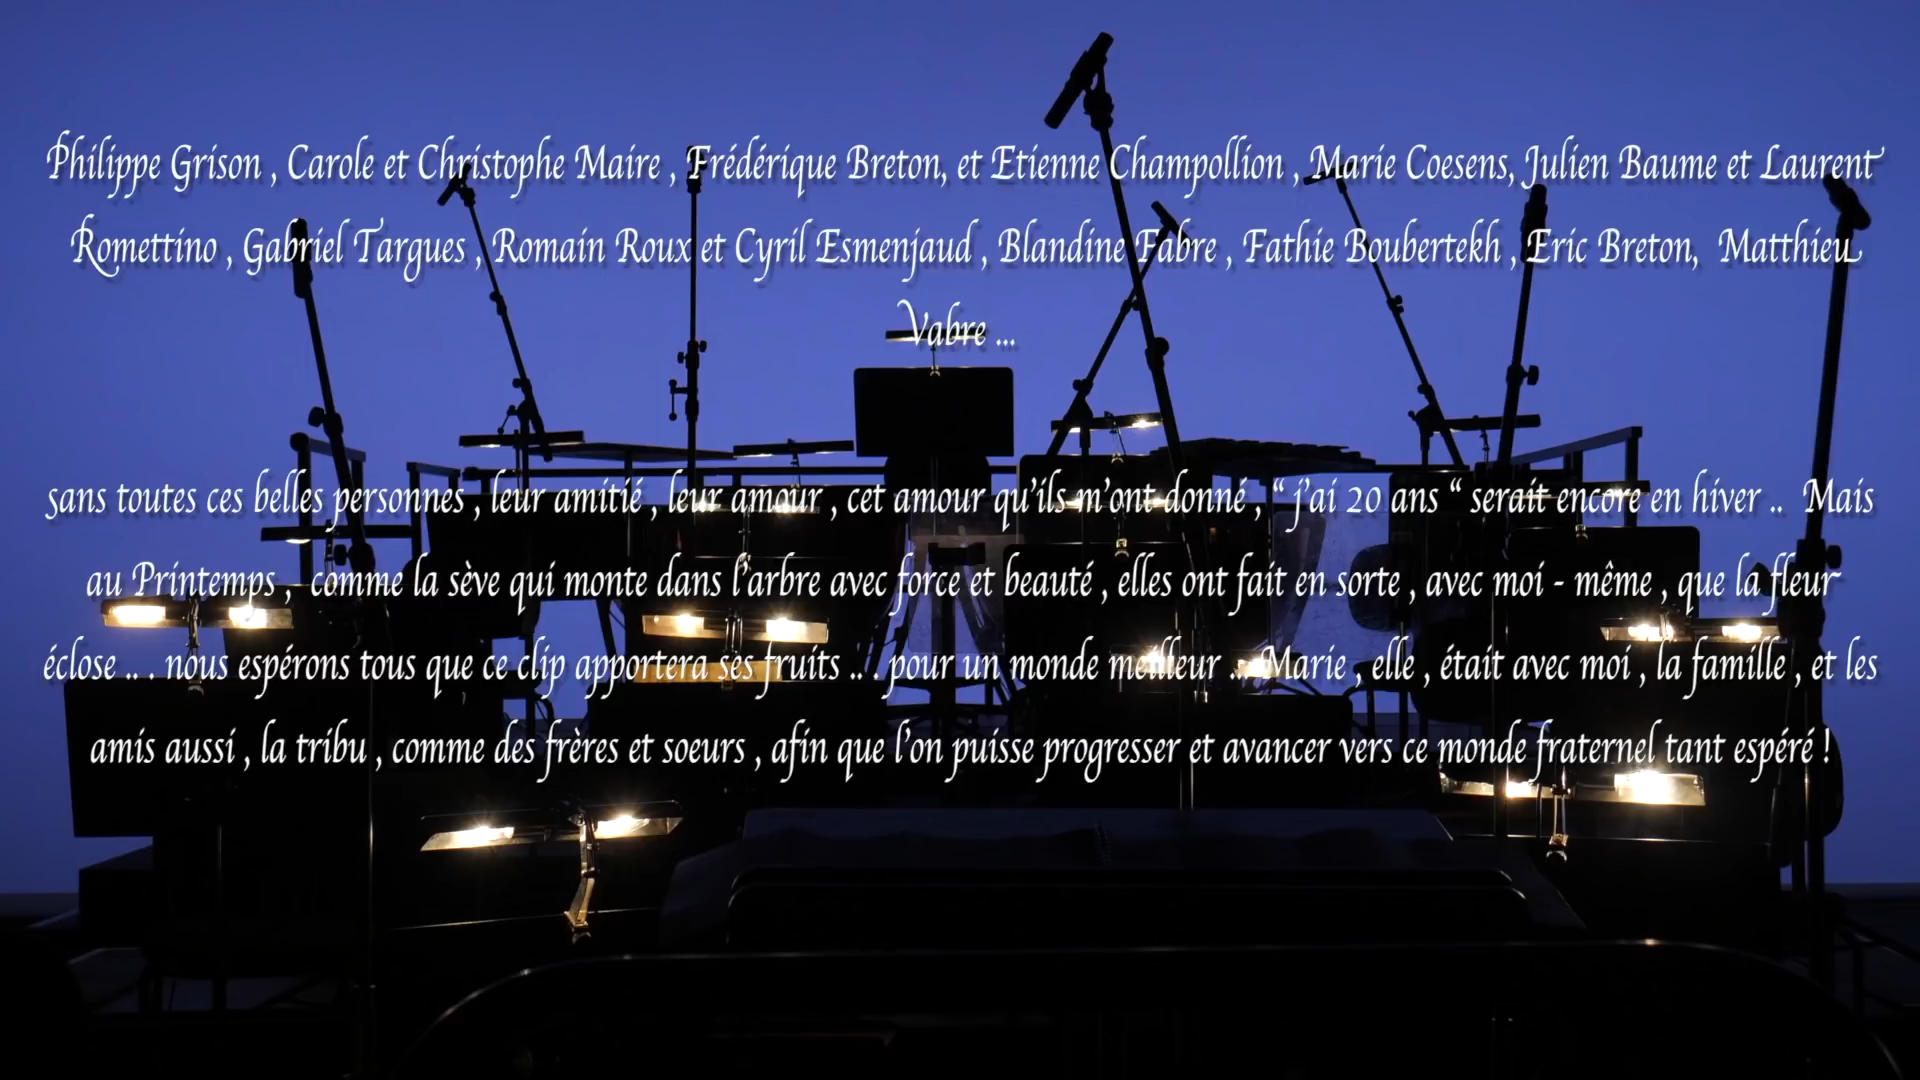 Philippe Grison , Carole et Christophe Maire , Frédérique Breton, et Etienne Champollion , Marie Coesens, Julien Baume et Laurent
Romettino , Gabriel Targues , Romain Roux et Cyril Esmenjaud , Blandine Fabre , Fathie Boubertekh , Eric Breton,  Matthieu
Vabre ...
sans toutes ces belles personnes , leur amitié , leur amour , cet amour qu'ils m'ont donné , “ j'ai 20 ans “ serait encore en hiver ..  Mais
au Printemps ,  comme la sève qui monte dans l'arbre avec force et beauté , elles ont fait en sorte , avec moi - même , que la fleur
éclose .. . nous espérons tous que ce clip apportera ses fruits .. . pour un monde meilleur ... Marie , elle , était avec moi , la famille , et les
amis aussi , la tribu , comme des frères et soeurs , afin que l'on puisse progresser et avancer vers ce monde fraternel tant espéré !